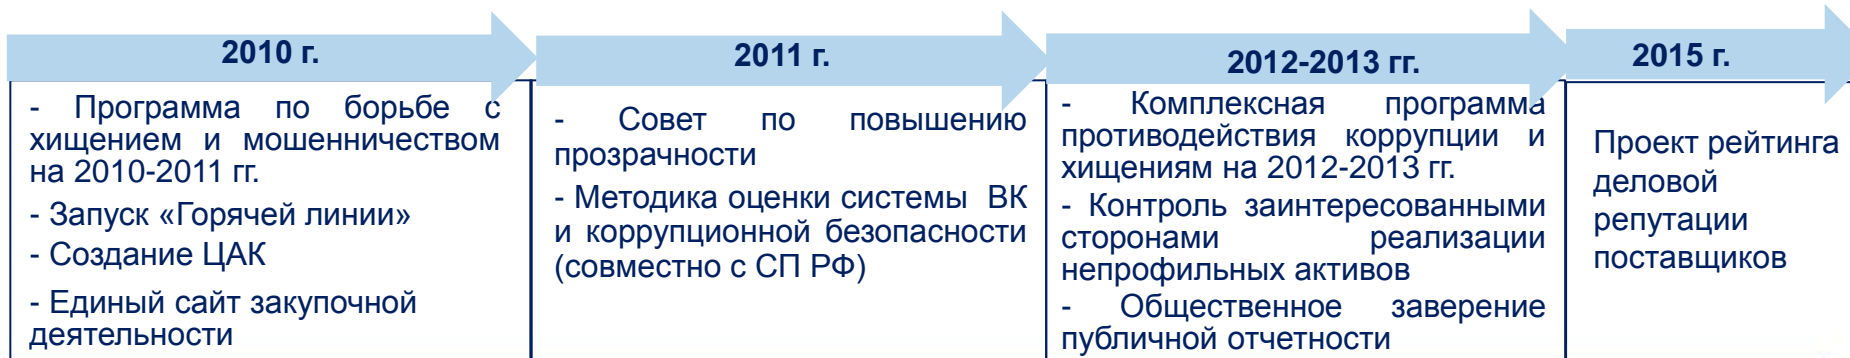 2010 г.
- Программа по борьбе с
хищением и мошенничеством
на 2010-2011 гг.
- Запуск «Горячей линии»
- Создание ЦАК
- Единый сайт закупочной
деятельности
2011 г.
- Совет по повышению
прозрачности
- Методика оценки системы ВК
и коррупционной безопасности
(совместно с СП РФ)
2012-2013 гг.
- Комплексная программа
противодействия коррупции и
хищениям на 2012-2013 гг.
- Контроль заинтересованными
сторонами реализации
непрофильных активов
- Общественное заверение
публичной отчетности
2015 г.
Проект рейтинга
деловой
репутации
поставщиков